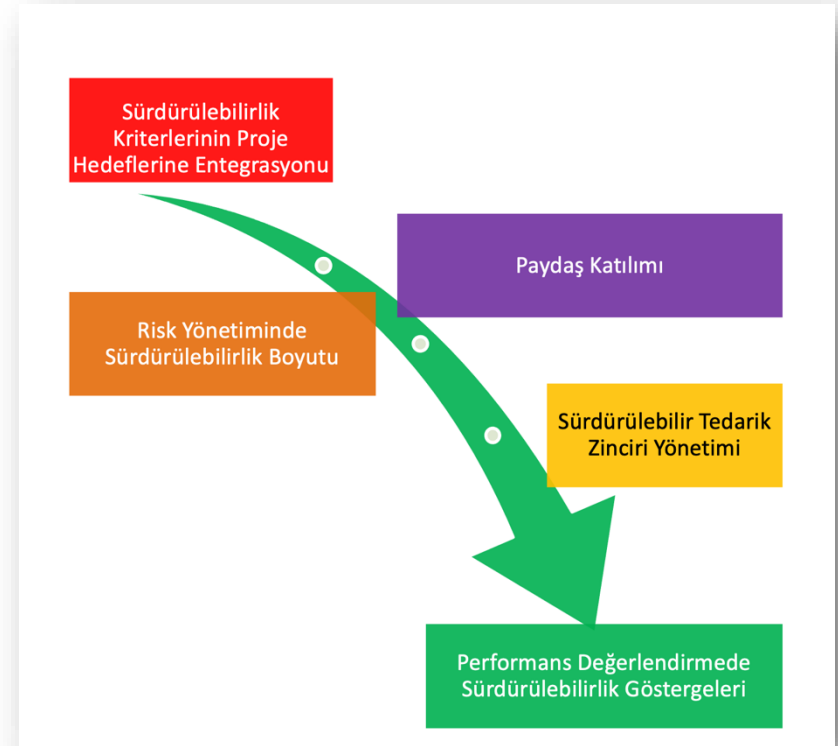 Sürdürülebilirlik
Kriterlerinin Proje
Hedeflerine Entegrasyonu
Paydaş Katılımı
Risk Yönetiminde
Sürdürülebilirlik Boyutu
Sürdürülebilir Tedarik
Zinciri Yönetimi
Performans Değerlendirmede
Sürdürülebilirlik Göstergeleri